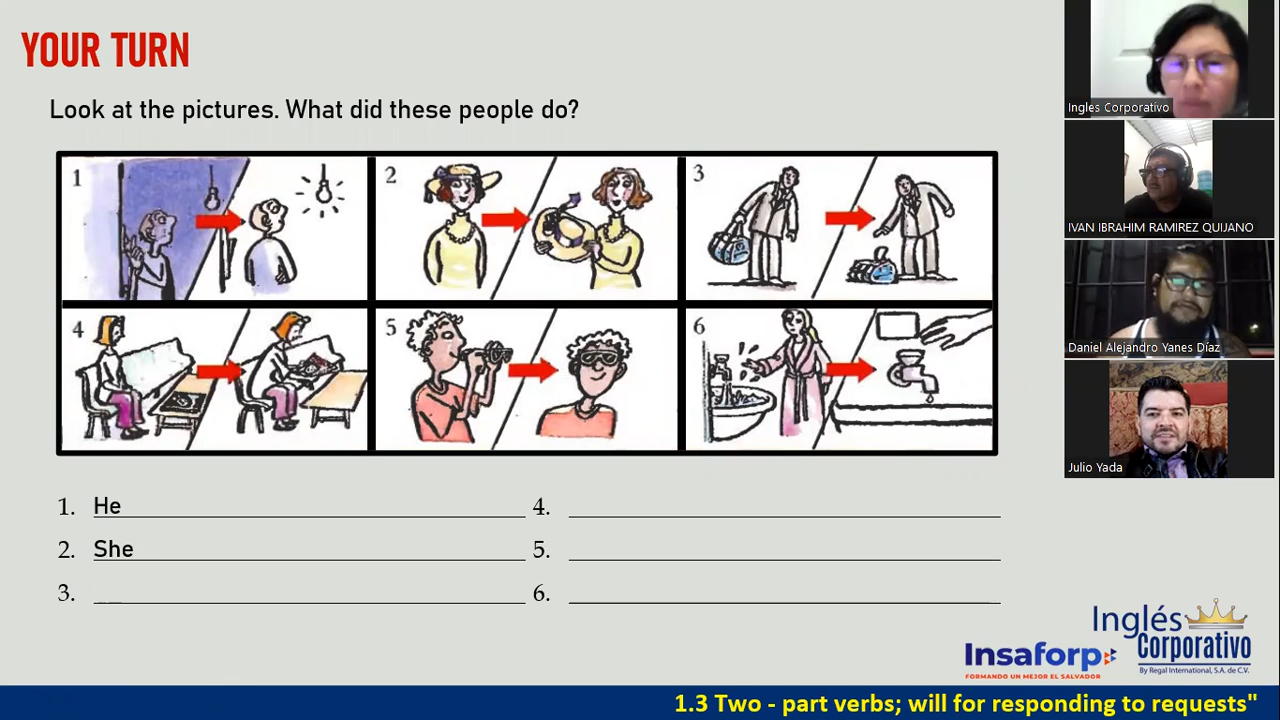 YOUR TURN
Look at the pictures. What did these people do?
1
2
3
4
5
6
1. He
2. She
3.
4.
5.
6.
Ingles Corporativo
IVAN IBRAHIM RAMIREZ QUIJANO
Daniel Alejandro Yanes Díaz
Julio Yada
Insaforp
FORMANDO UN MEJOR EL SALVADOR
Inglés
Corporativo
By Regal International, S.A. de C.V.
1.3 Two - part verbs; will for responding to requests"